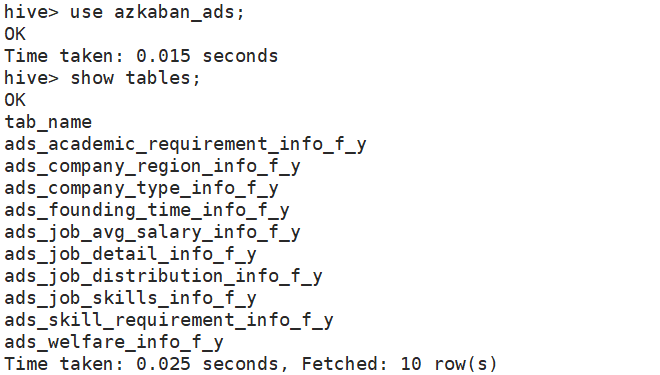 hive> use azkaban_ads;
OK
Time taken: 0.015 seconds
hive> show tables;
OK
tab_name
ads_academic_requirement_info_f_y
ads_company_region_info_f_y
ads_company_type_info_f_y
ads_founding_time_info_f_y
ads_job_avg_salary_info_f_y
ads_job_detail_info_f_y
ads_job_distribution_info_f_y
ads_job_skills_info_f_y
ads_skill_requirement_info_f_y
ads_welfare_info_f_y
Time taken: 0.025 seconds, Fetched: 10 row(s)